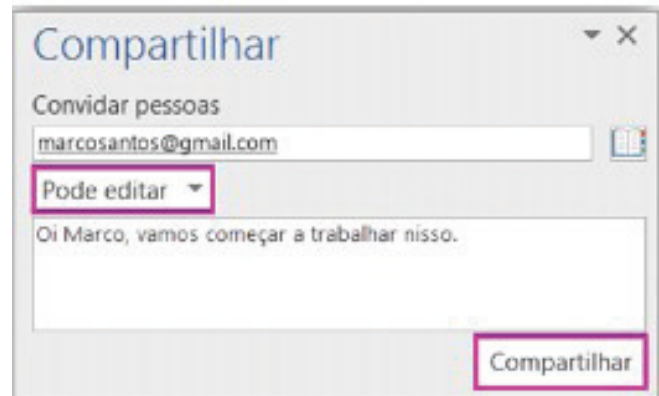 Compartilhar
Convidar pessoas
marcosantos@gmail.com
Pode editar
Oi Marco, vamos começar a trabalhar nisso.
Compartilhar